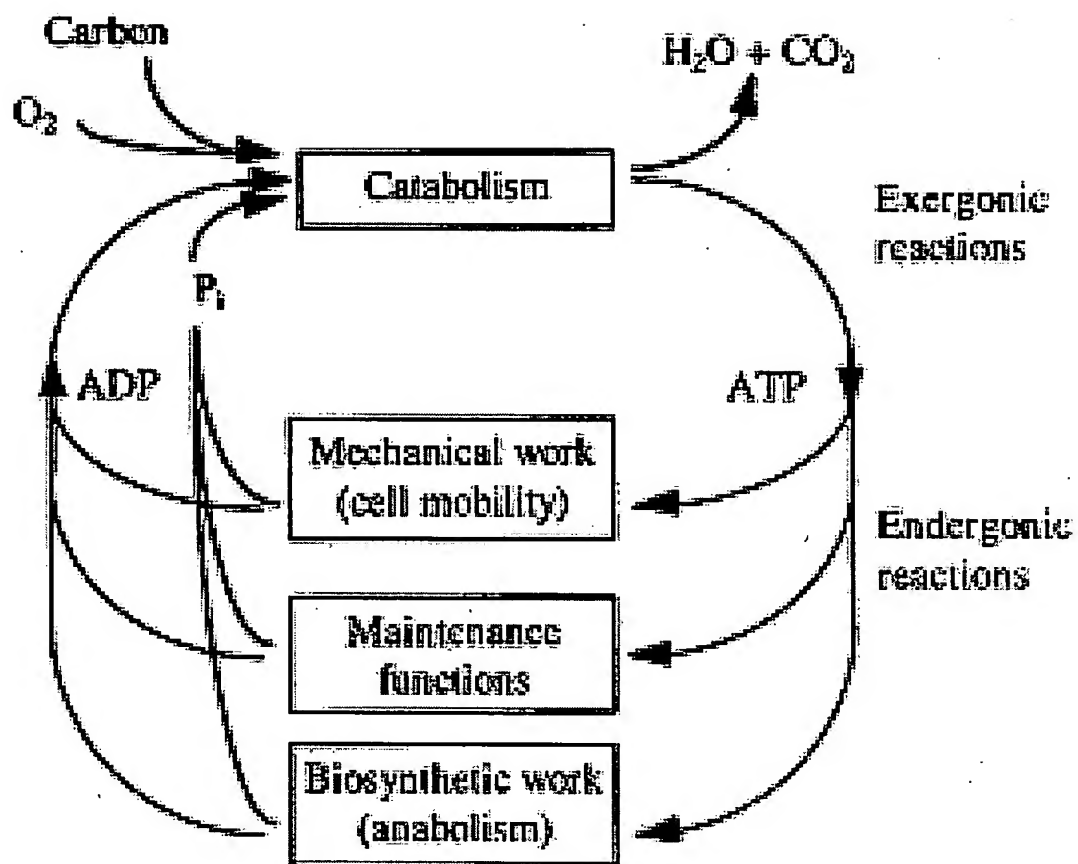 Carbon
H₂O + CO₂
O₂
Catabolism
Exergonic
reactions
Pᵢ
ADP
ATP
Mechanical work
(cell mobility)
Endergonic
reactions
Maintenance
functions
Biosynthetic work
(anabolism)